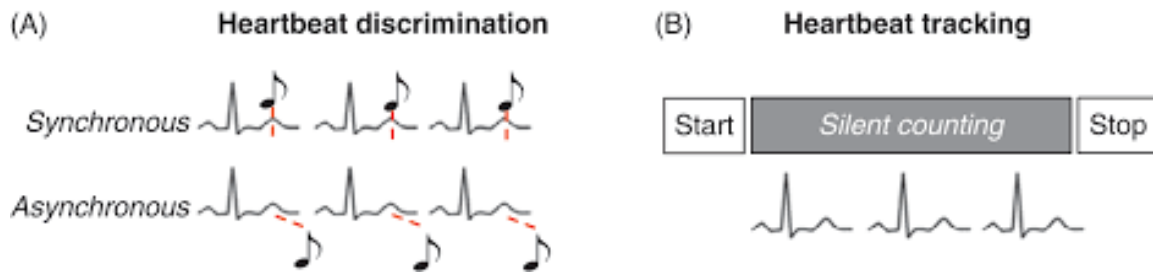 (A) Heartbeat discrimination
Synchronous
Asynchronous
(B) Heartbeat tracking
Start Silent counting Stop